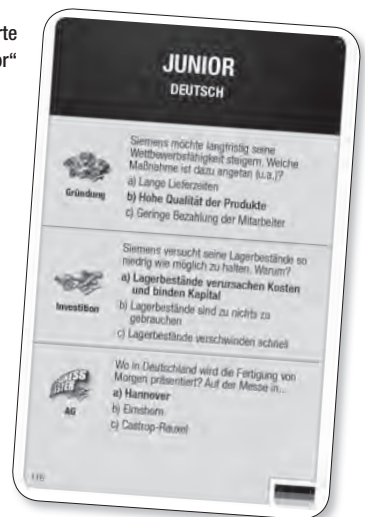 rte
or“
JUNIOR
DEUTSCH
Siemens möchte langfristig seine
Wettbewerbsfähigkeit steigern. Welche
Maßnahme ist dazu angetan (u.a.)?
a) Lange Lieferzeiten
b) Hohe Qualität der Produkte
c) Geringe Bezahlung der Mitarbeiter
Gründung
Siemens versucht seine Lagerbestände so
niedrig wie möglich zu halten. Warum?
a) Lagerbestände verursachen Kosten
und binden Kapital
b) Lagerbestände sind zu nichts zu
gebrauchen
c) Lagerbestände verschwinden schnell
Investition
Wo in Deutschland wird die Fertigung von
Morgen präsentiert? Auf der Messe in...
a) Hannover
b) Elmshorn
c) Castrop-Rauxel
AG